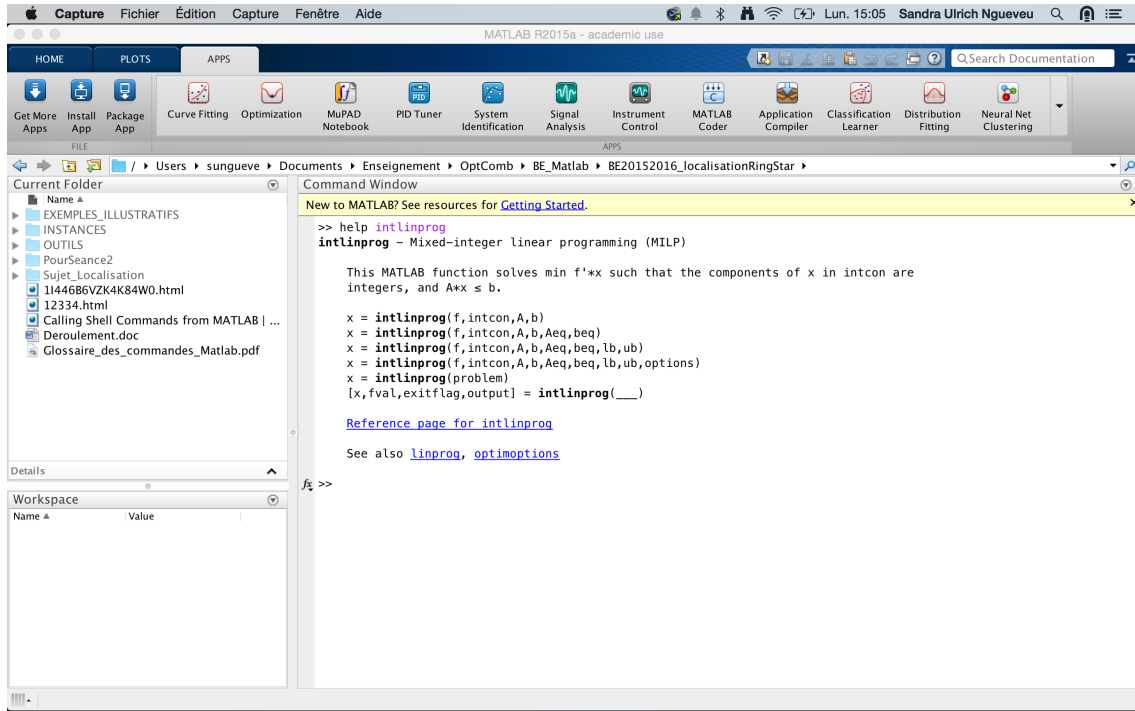 Capture Fichier Édition Capture Fenêtre Aide Lun. 15:05 Sandra Ulrich Ngueveu
MATLAB R2015a - academic use
HOME PLOTS APPS Search Documentation
Get More Apps Install App Package App Curve Fitting Optimization MuPAD Notebook PID Tuner System Identification Signal Analysis Instrument Control MATLAB Coder Application Compiler Classification Learner Distribution Fitting Neural Net Clustering
FILE APPS
/ ▸ Users ▸ sungueve ▸ Documents ▸ Enseignement ▸ OptComb ▸ BE_Matlab ▸ BE20152016_localisationRingStar ▸
Current Folder
Name
EXEMPLES_ILLUSTRATIFS
INSTANCES
OUTILS
PourSeance2
Sujet_Localisation
1I446B6VZK4K84W0.html
12334.html
Calling Shell Commands from MATLAB | ...
Deroulement.doc
Glossaire_des_commandes_Matlab.pdf
Details
Workspace
Name Value
Command Window
New to MATLAB? See resources for Getting Started.
>> help intlinprog
intlinprog - Mixed-integer linear programming (MILP)
This MATLAB function solves min f'*x such that the components of x in intcon are
integers, and A*x ≤ b.
x = intlinprog(f,intcon,A,b)
x = intlinprog(f,intcon,A,b,Aeq,beq)
x = intlinprog(f,intcon,A,b,Aeq,beq,lb,ub)
x = intlinprog(f,intcon,A,b,Aeq,beq,lb,ub,options)
x = intlinprog(problem)
[x,fval,exitflag,output] = intlinprog(___)
Reference page for intlinprog
See also linprog, optimoptions
fx >>